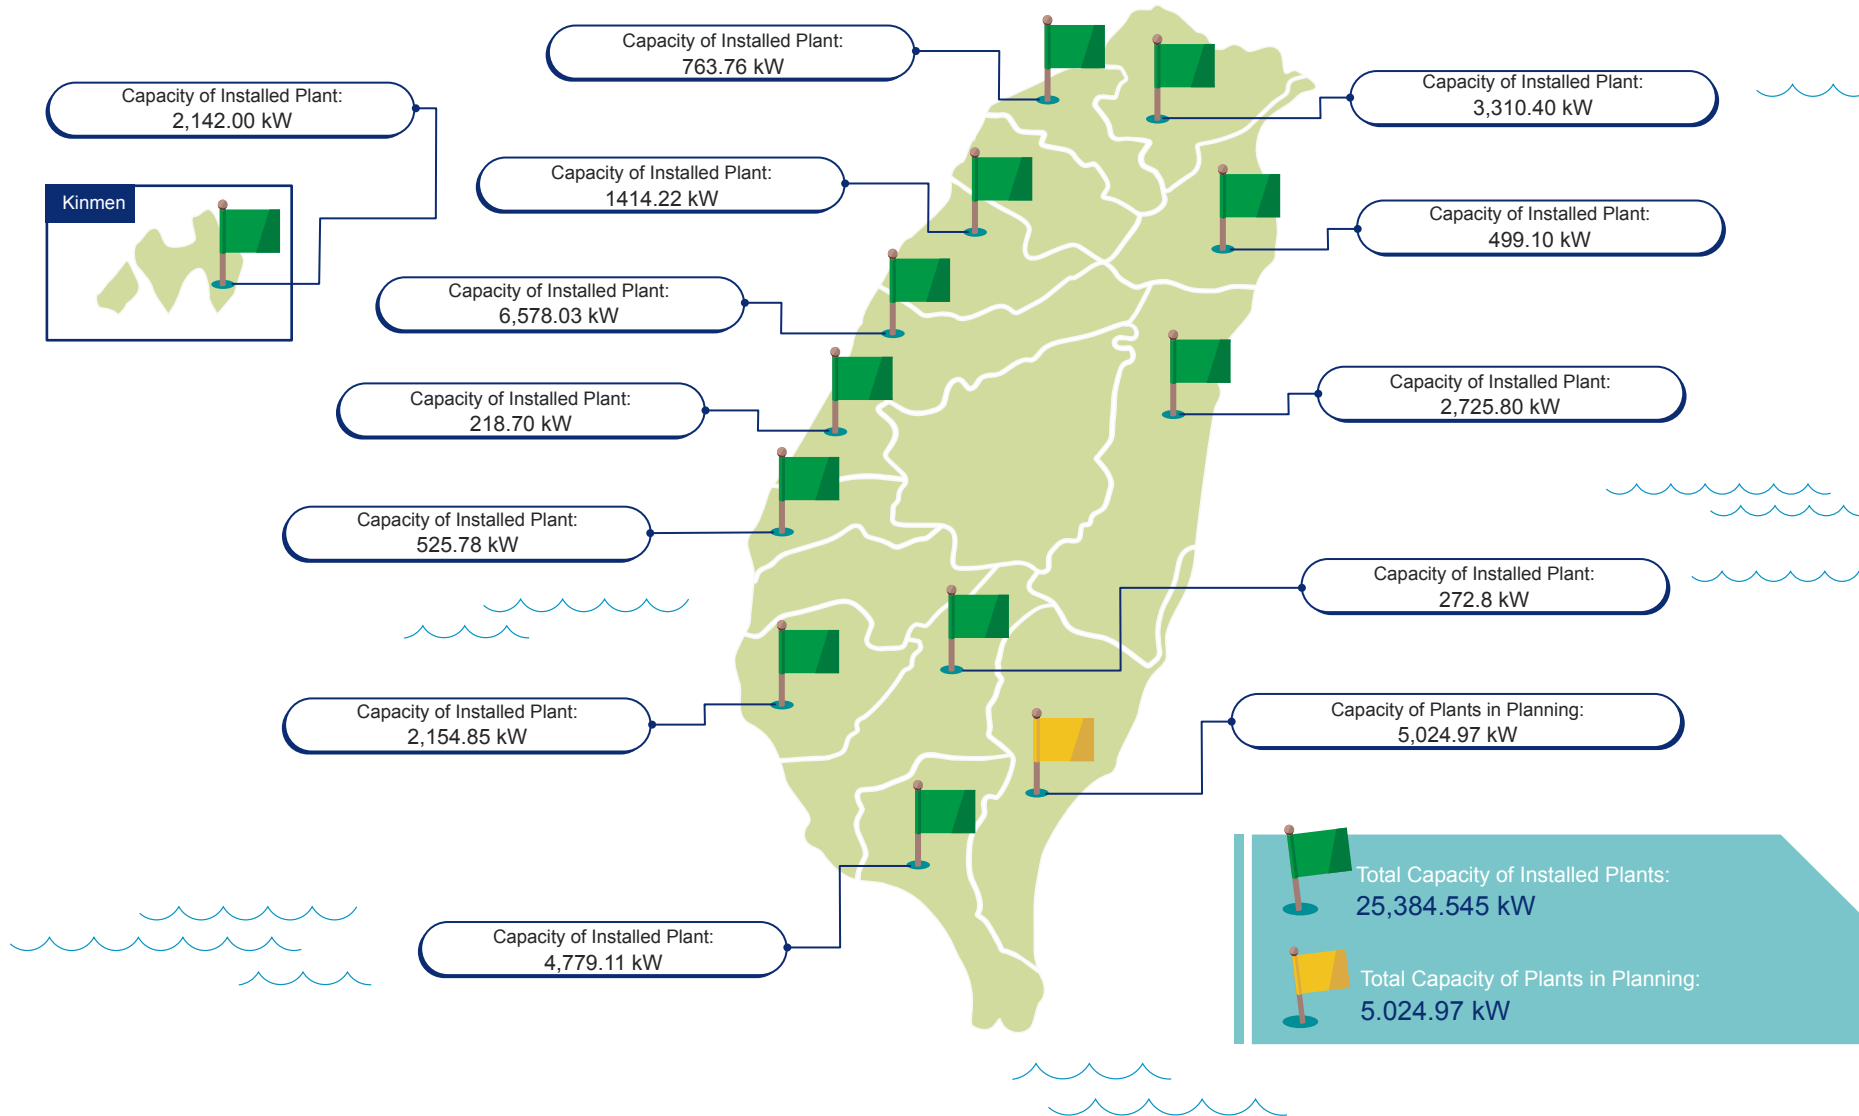 Capacity of Installed Plant:
763.76 kW
Capacity of Installed Plant:
3,310.40 kW
Capacity of Installed Plant:
2,142.00 kW
Kinmen
Capacity of Installed Plant:
1414.22 kW
Capacity of Installed Plant:
499.10 kW
Capacity of Installed Plant:
6,578.03 kW
Capacity of Installed Plant:
218.70 kW
Capacity of Installed Plant:
2,725.80 kW
Capacity of Installed Plant:
525.78 kW
Capacity of Installed Plant:
272.8 kW
Capacity of Installed Plant:
2,154.85 kW
Capacity of Plants in Planning:
5,024.97 kW
Capacity of Installed Plant:
4,779.11 kW
Total Capacity of Installed Plants:
25,384.545 kW
Total Capacity of Plants in Planning:
5.024.97 kW